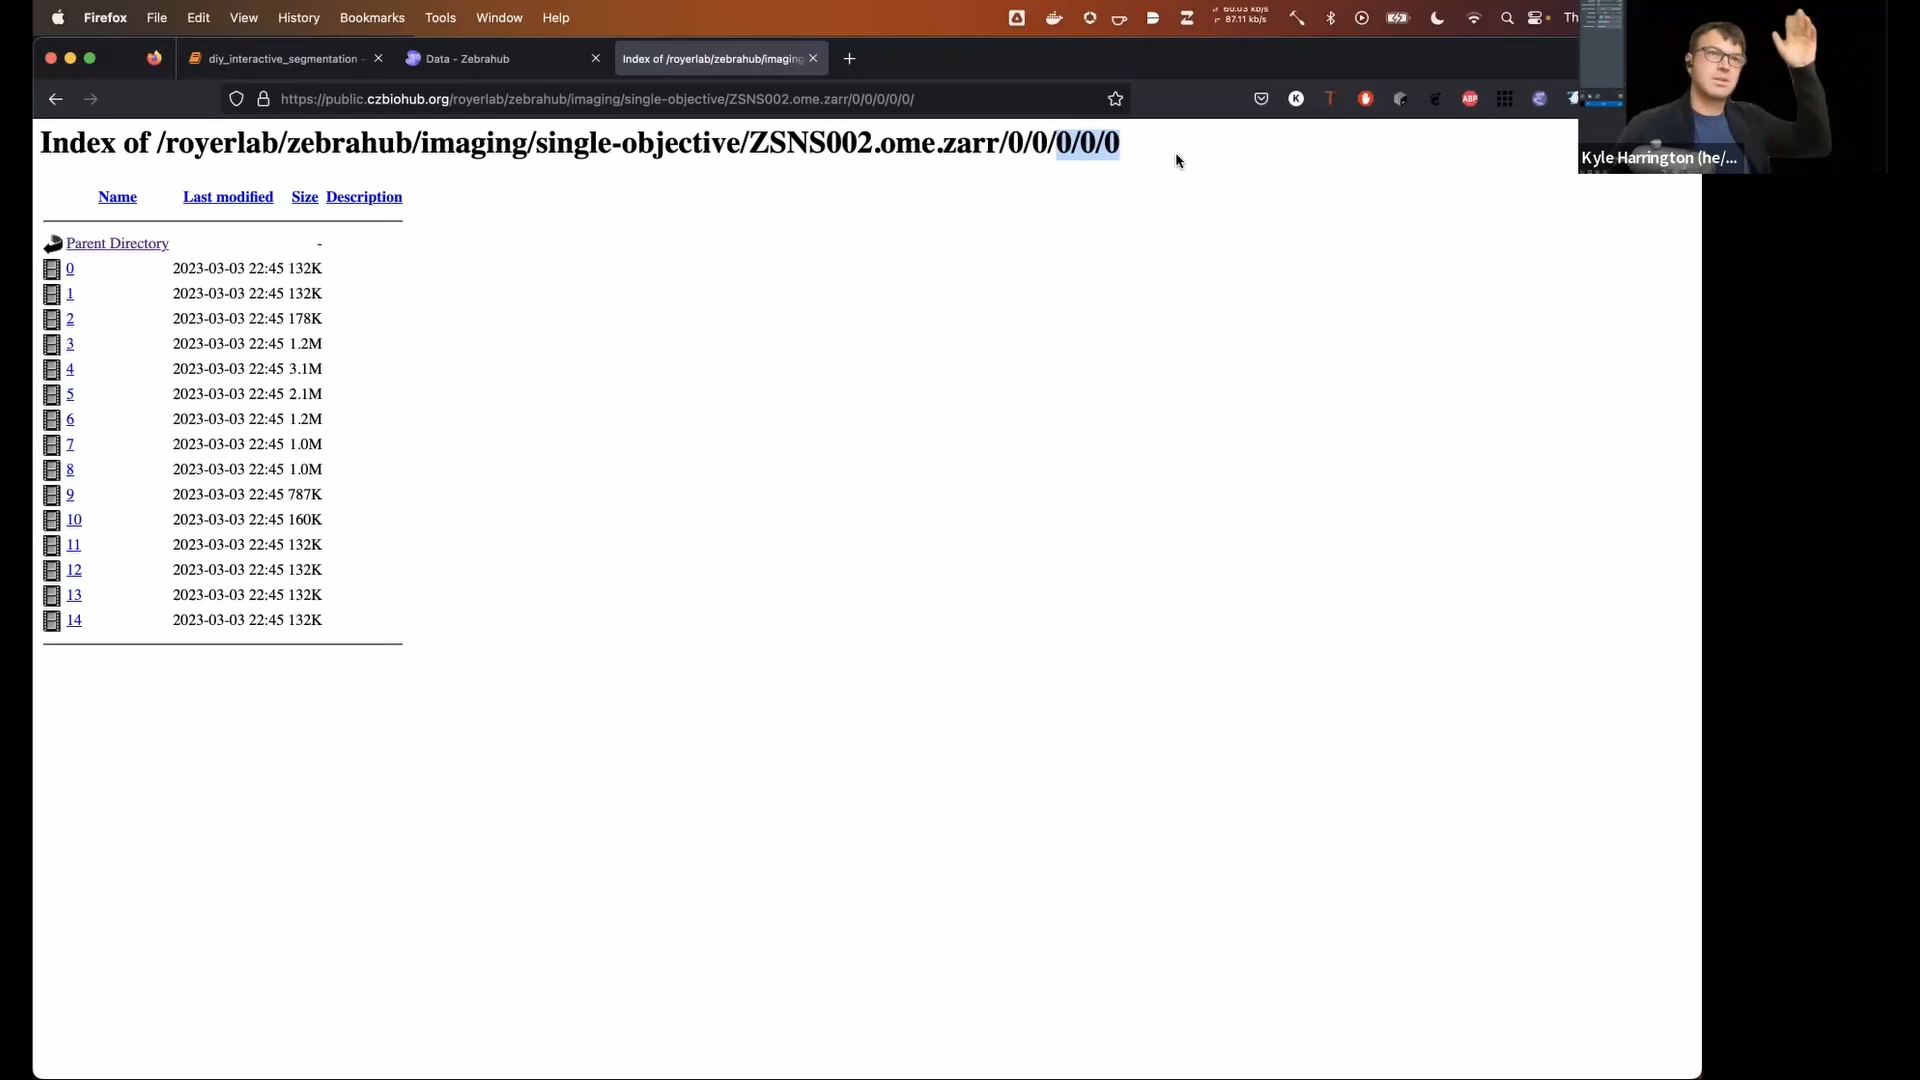 Firefox File Edit View History Bookmarks Tools Window Help
87.11 kb/s
Th
diy_interactive_segmentation
Data - Zebrahub
Index of /royerlab/zebrahub/imaging
https://public.czbiohub.org/royerlab/zebrahub/imaging/single-objective/ZSNS002.ome.zarr/0/0/0/0/0/
K
T
ABP
Index of /royerlab/zebrahub/imaging/single-objective/ZSNS002.ome.zarr/0/0/0/0/0
Kyle Harrington (he/...
Name Last modified Size Description
Parent Directory -
0 2023-03-03 22:45 132K
1 2023-03-03 22:45 132K
2 2023-03-03 22:45 178K
3 2023-03-03 22:45 1.2M
4 2023-03-03 22:45 3.1M
5 2023-03-03 22:45 2.1M
6 2023-03-03 22:45 1.2M
7 2023-03-03 22:45 1.0M
8 2023-03-03 22:45 1.0M
9 2023-03-03 22:45 787K
10 2023-03-03 22:45 160K
11 2023-03-03 22:45 132K
12 2023-03-03 22:45 132K
13 2023-03-03 22:45 132K
14 2023-03-03 22:45 132K